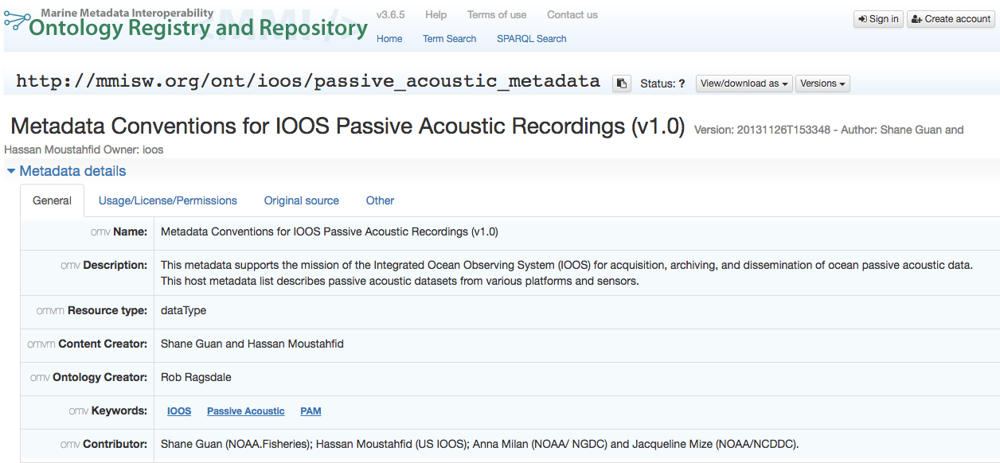 Marine Metadata Interoperability
v3.6.5 Help Terms of use Contact us
Sign in Create account
<MMI/>
Ontology Registry and Repository
Home Term Search SPARQL Search
http://mmisw.org/ont/ioos/passive_acoustic_metadata Status: ? View/download as Versions
Metadata Conventions for IOOS Passive Acoustic Recordings (v1.0) Version: 20131126T153348 - Author: Shane Guan and
Hassan Moustahfid Owner: ioos
Metadata details
General Usage/License/Permissions Original source Other
omv Name: Metadata Conventions for IOOS Passive Acoustic Recordings (v1.0)
omv Description: This metadata supports the mission of the Integrated Ocean Observing System (IOOS) for acquisition, archiving, and dissemination of ocean passive acoustic data.
This host metadata list describes passive acoustic datasets from various platforms and sensors.
omvm Resource type: dataType
omvm Content Creator: Shane Guan and Hassan Moustahfid
omv Ontology Creator: Rob Ragsdale
omv Keywords: IOOS Passive Acoustic PAM
omv Contributor: Shane Guan (NOAA.Fisheries); Hassan Moustahfid (US IOOS); Anna Milan (NOAA/ NGDC) and Jacqueline Mize (NOAA/NCDDC).